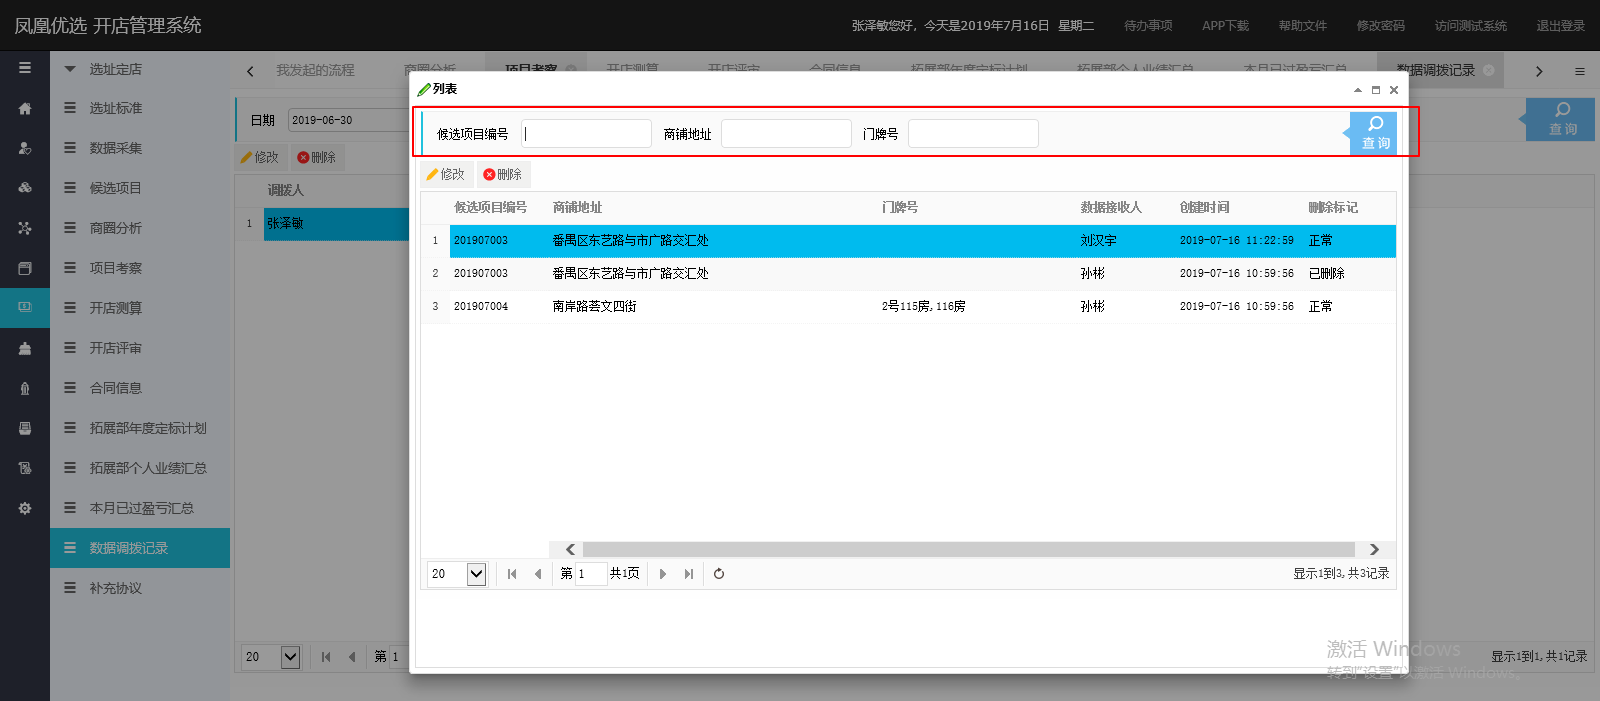 凤凰优选 开店管理系统
张泽敏您好，今天是2019年7月16日 星期二 待办事项 APP下载 帮助文件 修改密码 访问测试系统 退出登录
我发起的流程 商圈分析 项目考察 开店测算 开店评审 合同信息 拓展部年度定标计划 拓展部个人业绩汇总 本月已过盈亏汇总 数据调拨记录
选址定店
选址标准
数据采集
候选项目
商圈分析
项目考察
开店测算
开店评审
合同信息
拓展部年度定标计划
拓展部个人业绩汇总
本月已过盈亏汇总
数据调拨记录
补充协议
日期 2019-06-30
查询
修改 删除
调拨人
1 张泽敏
20 第 1
显示1到1,共1记录
列表
候选项目编号 商铺地址 门牌号 查询
修改 删除
候选项目编号 商铺地址 门牌号 数据接收人 创建时间 删除标记
1 201907003 番禺区东艺路与市广路交汇处 刘汉宇 2019-07-16 11:22:59 正常
2 201907003 番禺区东艺路与市广路交汇处 孙彬 2019-07-16 10:59:56 已删除
3 201907004 南岸路荟文四街 2号115房,116房 孙彬 2019-07-16 10:59:56 正常
20 第 1 共1页 显示1到3,共3记录
激活 Windows
转到"设置"以激活 Windows。